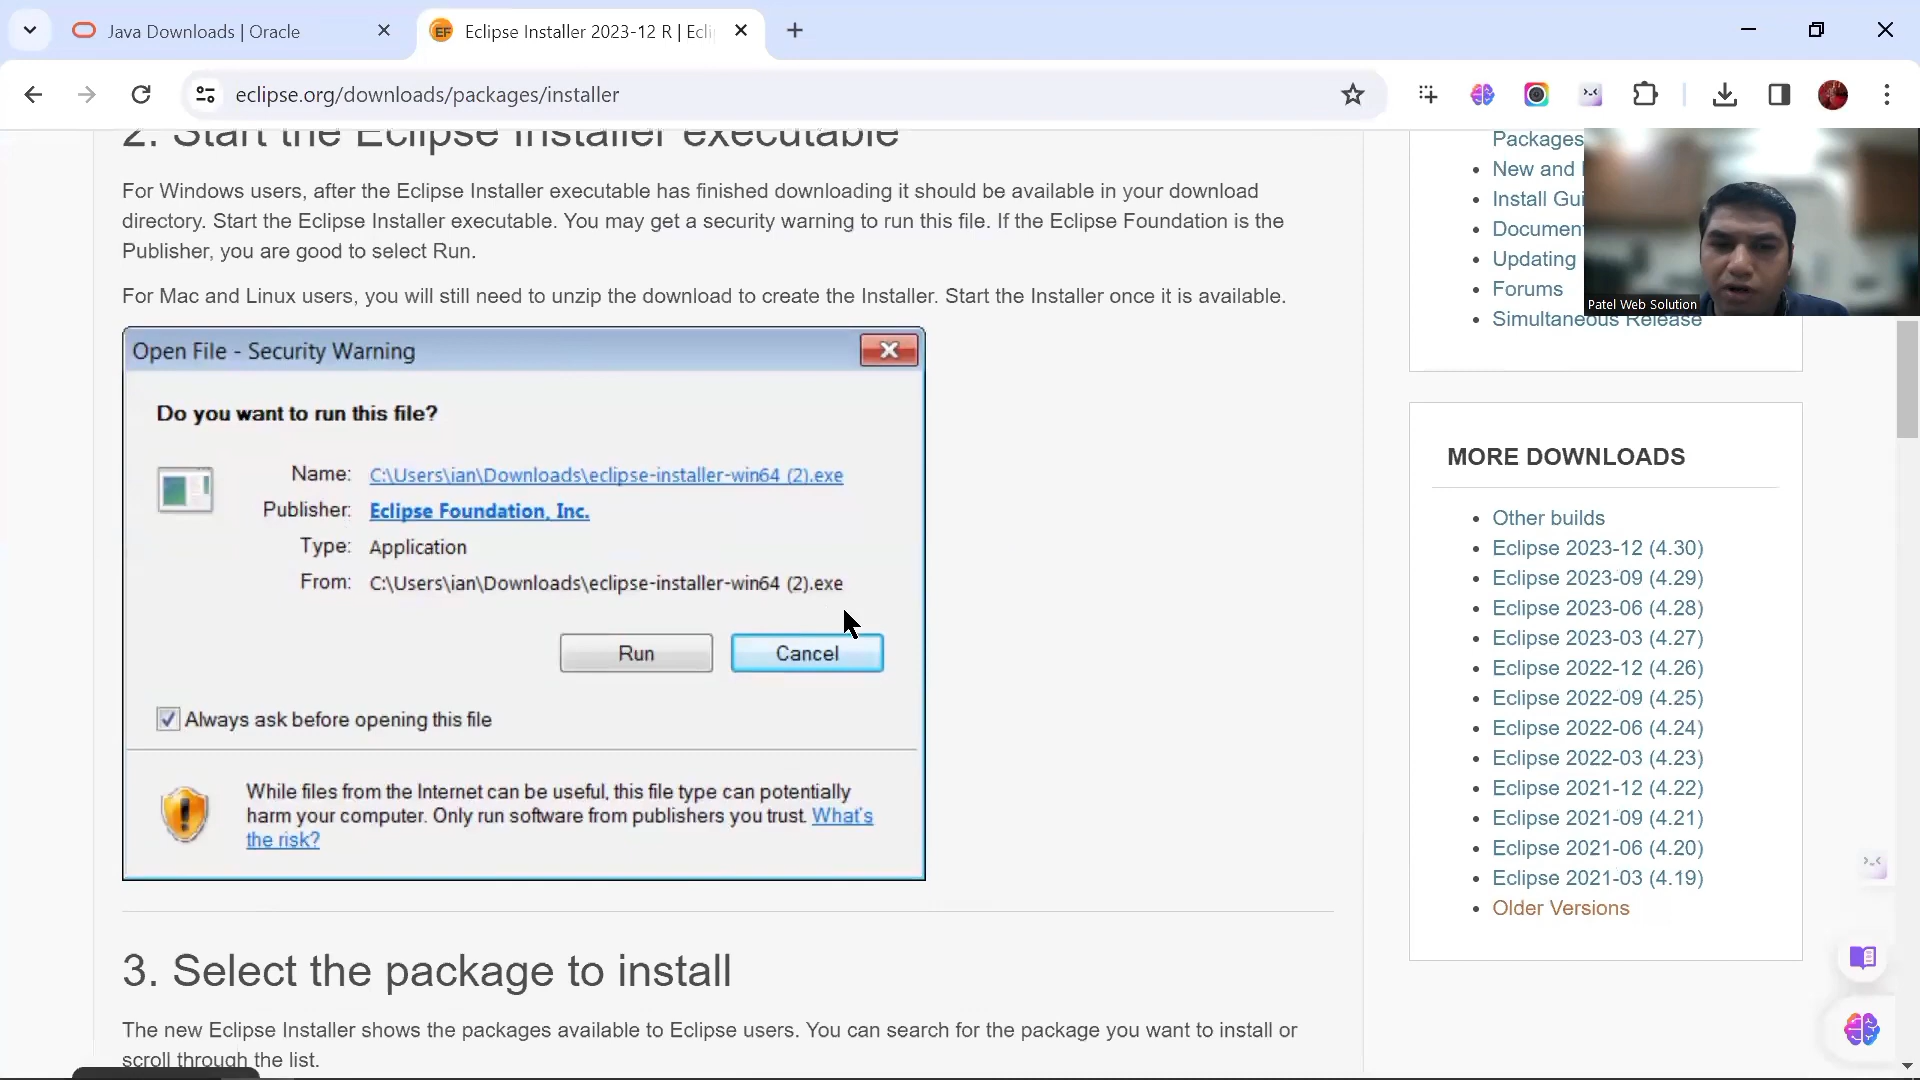 Java Downloads | Oracle
Eclipse Installer 2023-12 R | Ecli
eclipse.org/downloads/packages/installer
2. Start the Eclipse Installer executable
For Windows users, after the Eclipse Installer executable has finished downloading it should be available in your download
directory. Start the Eclipse Installer executable. You may get a security warning to run this file. If the Eclipse Foundation is the
Publisher, you are good to select Run.
For Mac and Linux users, you will still need to unzip the download to create the Installer. Start the Installer once it is available.
Open File - Security Warning
Do you want to run this file?
Name: C:\Users\ian\Downloads\eclipse-installer-win64 (2).exe
Publisher: Eclipse Foundation, Inc.
Type: Application
From: C:\Users\ian\Downloads\eclipse-installer-win64 (2).exe
Run
Cancel
Always ask before opening this file
While files from the Internet can be useful, this file type can potentially
harm your computer. Only run software from publishers you trust. What's
the risk?
3. Select the package to install
The new Eclipse Installer shows the packages available to Eclipse users. You can search for the package you want to install or
scroll through the list.
Packages
New and
Install Gui
Documen
Updating
Forums
Simultaneous Release
Patel Web Solution
MORE DOWNLOADS
Other builds
Eclipse 2023-12 (4.30)
Eclipse 2023-09 (4.29)
Eclipse 2023-06 (4.28)
Eclipse 2023-03 (4.27)
Eclipse 2022-12 (4.26)
Eclipse 2022-09 (4.25)
Eclipse 2022-06 (4.24)
Eclipse 2022-03 (4.23)
Eclipse 2021-12 (4.22)
Eclipse 2021-09 (4.21)
Eclipse 2021-06 (4.20)
Eclipse 2021-03 (4.19)
Older Versions